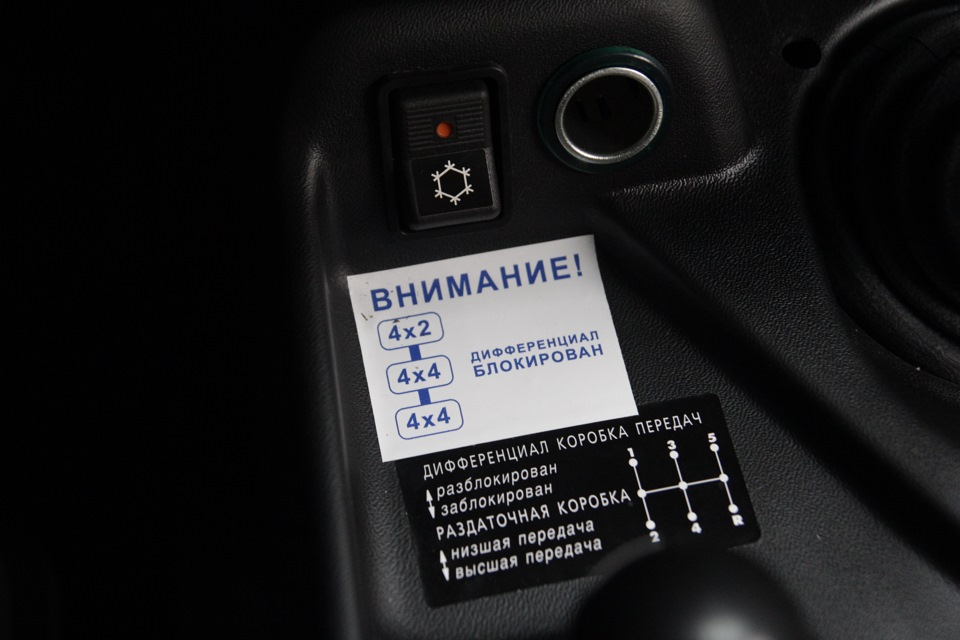 ВНИМАНИЕ!
4x2
4x4
ДИФФЕРЕНЦИАЛ
БЛОКИРОВАН
4x4
ДИФФЕРЕНЦИАЛ КОРОБКА ПЕРЕДАЧ
разблокирован
заблокирован
1 3 5
РАЗДАТОЧНАЯ КОРОБКА
низшая передача
высшая передача
2 4 R